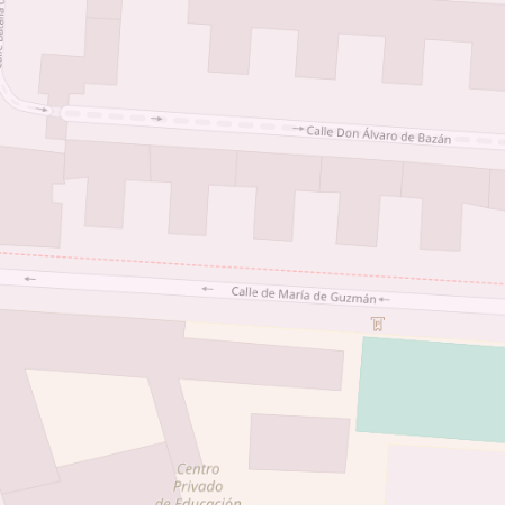 Calle Don Álvaro de Bazán
Calle de María de Guzmán
P
Centro
Privado
de Educación